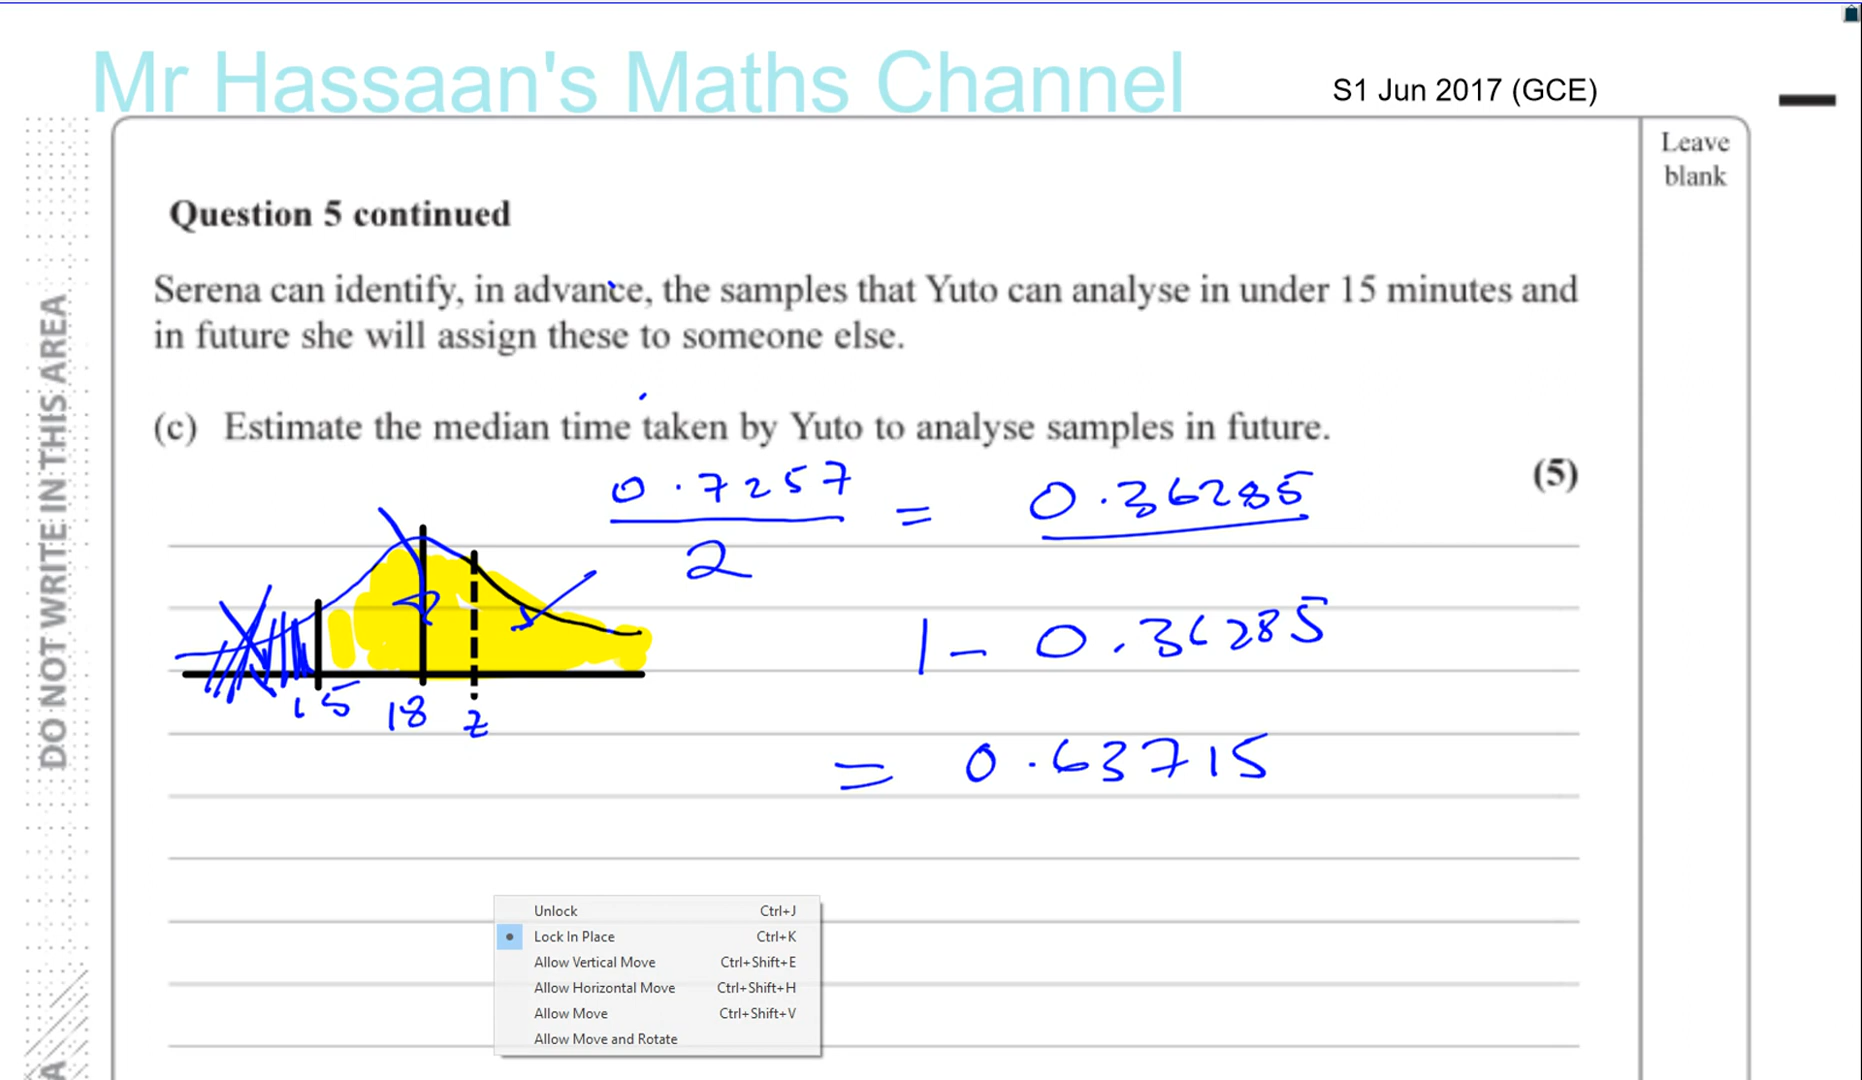 Mr Hassaan's Maths Channel
S1 Jun 2017 (GCE)
Leave
blank
DO NOT WRITE IN THIS AREA
Question 5 continued
Serena can identify, in advance, the samples that Yuto can analyse in under 15 minutes and
in future she will assign these to someone else.
(c) Estimate the median time taken by Yuto to analyse samples in future.
(5)
0.7257
2
= 0.36285
1 - 0.36285
= 0.63715
15 18 z
Unlock Ctrl+J
Lock In Place Ctrl+K
Allow Vertical Move Ctrl+Shift+E
Allow Horizontal Move Ctrl+Shift+H
Allow Move Ctrl+Shift+V
Allow Move and Rotate
A